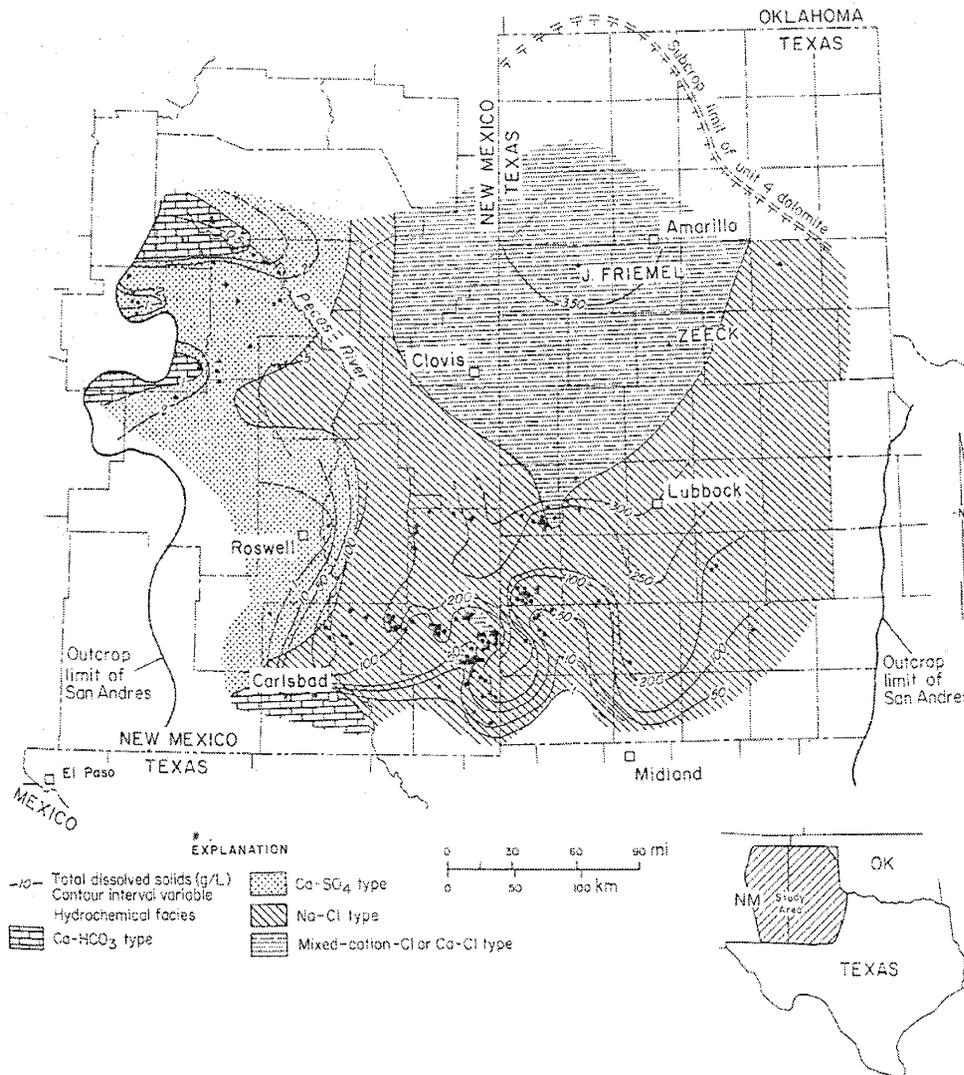 OKLAHOMA
TEXAS
Subcrop limit of unit 4 dolomite
NEW MEXICO
TEXAS
Amarillo
J. FRIEMEL
350
Pecos River
ZEECK
Clovis
300
Lubbock
Roswell
100
250
200
100
50
10
100
100
200
50
Carlsbad
Outcrop
limit of
San Andres
Outcrop
limit of
San Andres
NEW MEXICO
TEXAS
El Paso
MEXICO
Midland
EXPLANATION
—10— Total dissolved solids (g/L)
Contour interval variable
Hydrochemical facies
Ca-HCO₃ type
Ca-SO₄ type
Na-Cl type
Mixed-cation-Cl or Ca-Cl type
0 30 60 90 mi
0 50 100 km
OK
NM
Study
Area
TEXAS